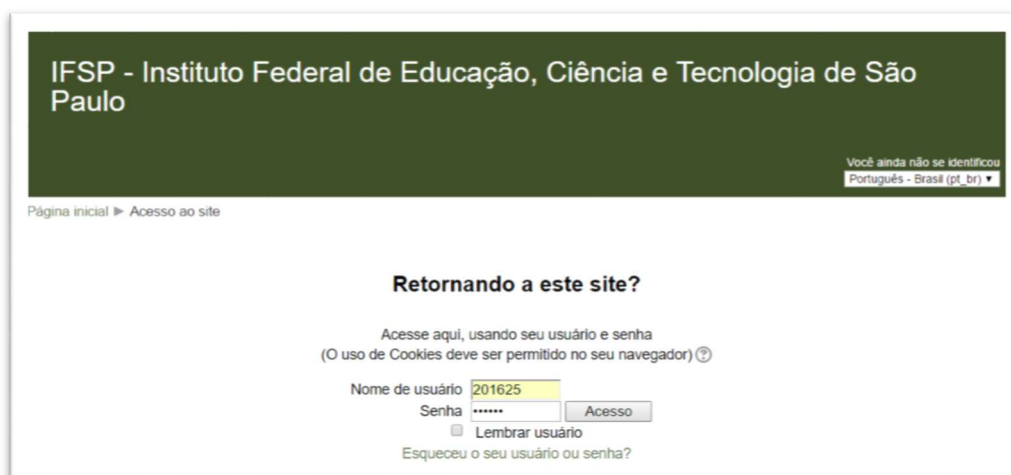 IFSP - Instituto Federal de Educação, Ciência e Tecnologia de São
Paulo
Você ainda não se identificou
Português - Brasil (pt_br)
Página inicial ▶ Acesso ao site
Retornando a este site?
Acesse aqui, usando seu usuário e senha
(O uso de Cookies deve ser permitido no seu navegador) ?
Nome de usuário 201625
Senha •••••• Acesso
Lembrar usuário
Esqueceu o seu usuário ou senha?